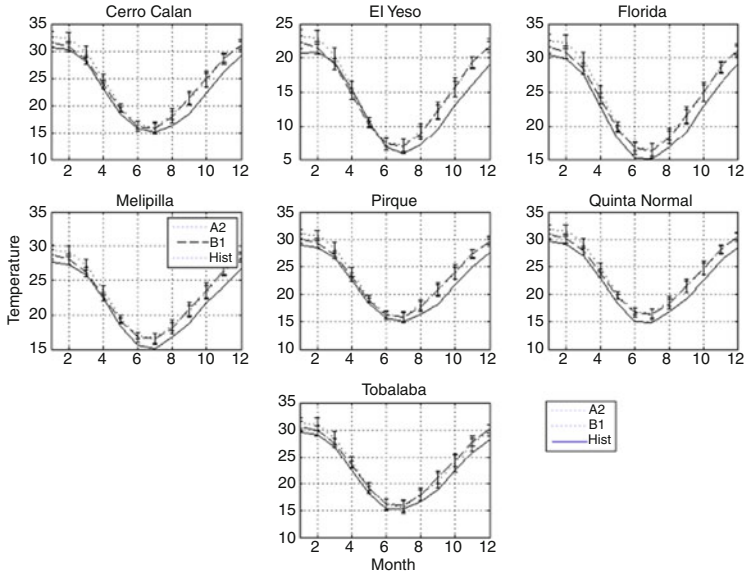 Cerro Calan
El Yeso
Florida
35
30
25
20
15
10
2 4 6 8 10 12
25
20
15
10
5
2 4 6 8 10 12
35
30
25
20
15
2 4 6 8 10 12
Melipilla
Pirque
Quinta Normal
Temperature
35
30
25
20
15
A2
B1
Hist
2 4 6 8 10 12
35
30
25
20
15
10
2 4 6 8 10 12
35
30
25
20
15
10
2 4 6 8 10 12
Tobalaba
35
30
25
20
15
10
2 4 6 8 10 12
Month
A2
B1
Hist